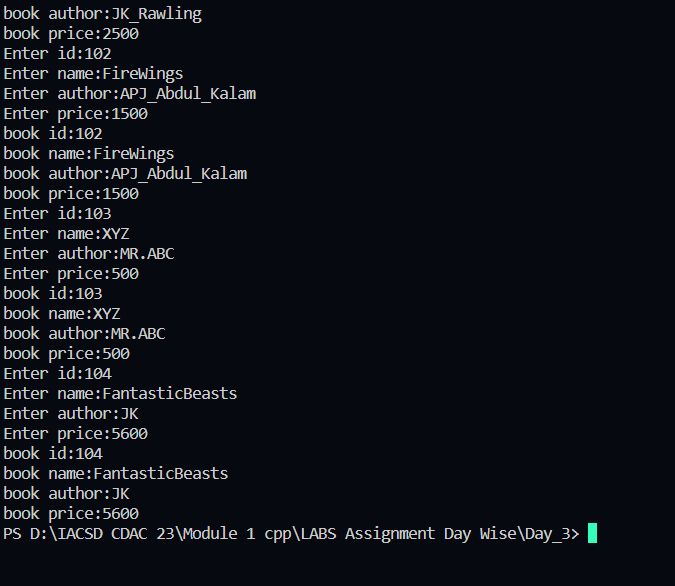 book author:JK_Rawling
book price:2500
Enter id:102
Enter name:FireWings
Enter author:APJ_Abdul_Kalam
Enter price:1500
book id:102
book name:FireWings
book author:APJ_Abdul_Kalam
book price:1500
Enter id:103
Enter name:XYZ
Enter author:MR.ABC
Enter price:500
book id:103
book name:XYZ
book author:MR.ABC
book price:500
Enter id:104
Enter name:FantasticBeasts
Enter author:JK
Enter price:5600
book id:104
book name:FantasticBeasts
book author:JK
book price:5600
PS D:\IACSD CDAC 23\Module 1 cpp\LABS Assignment Day Wise\Day_3>